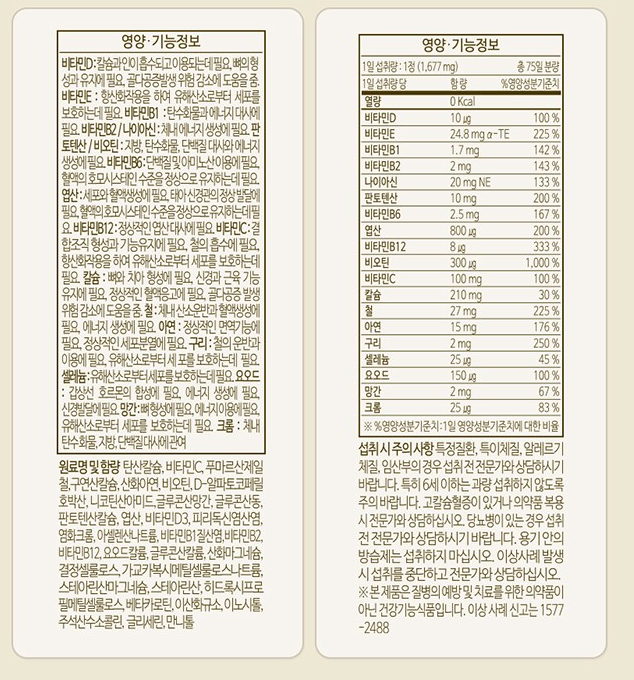 영양·기능정보
비타민D:칼슘과 인이 흡수되고 이용되는데 필요, 뼈의 형
성과 유지에 필요, 골다공증발생 위험 감소에 도움을 줌.
비타민E : 항산화작용을 하여 유해산소로부터 세포를
보호하는데 필요. 비타민B1 : 탄수화물과 에너지 대사에
필요. 비타민B2 / 나이아신: 체내 에너지 생성에 필요. 판
토텐산 / 비오틴: 지방, 탄수화물, 단백질 대사와 에너지
생성에 필요. 비타민B6: 단백질 및 아미노산 이용에 필요,
혈액의 호모시스테인 수준을 정상으로 유지하는데 필요.
엽산: 세포와 혈액생성에 필요, 태아 신경관의 정상 발달에
필요, 혈액의 호모시스테인 수준을 정상으로 유지하는데 필
요. 비타민B12: 정상적인 엽산 대사에 필요. 비타민C: 결
합조직 형성과 기능유지에 필요, 철의 흡수에 필요,
항산화작용을 하여 유해산소로부터 세포를 보호하는데
필요. 칼슘 : 뼈와 치아 형성에 필요, 신경과 근육 기능
유지에 필요, 정상적인 혈액응고에 필요, 골다공증 발생
위험 감소에 도움을 줌. 철: 체내 산소운반과 혈액생성에
필요, 에너지 생성에 필요. 아연 : 정상적인 면역기능에
필요, 정상적인 세포분열에 필요. 구리: 철의 운반과
이용에 필요, 유해산소로부터 세 포를 보호하는데 필요.
셀레늄: 유해산소로부터 세포를 보호하는데 필요. 요오드
: 갑상선 호르몬의 합성에 필요, 에너지 생성에 필요,
신경발달에 필요. 망간: 뼈 형성에 필요, 에너지 이용에 필요,
유해산소로부터 세포를 보호하는데 필요. 크롬 : 체내
탄수화물, 지방, 단백질 대사에 관여
원료명 및 함량 탄산칼슘, 비타민C, 푸마르산제일
철, 구연산칼슘, 산화아연, 비오틴, D-알파토코페릴
호박산, 니코틴산아미드, 글루콘산망간, 글루콘산동,
판토텐산칼슘, 엽산, 비타민D3, 피리독신염산염,
염화크롬, 아셀렌산나트륨, 비타민B1질산염, 비타민B2,
비타민B12, 요오드칼륨, 글루콘산칼륨, 산화마그네슘,
결정셀룰로스, 가교카복시메틸셀룰로스나트륨,
스테아린산마그네슘, 스테아린산, 히드록시프로
필메틸셀룰로스, 베타카로틴, 이산화규소, 이노시톨,
주석산수소콜린, 글리세린, 만니톨
영양·기능정보
1일 섭취량 : 1정 (1,677 mg) 총 75일 분량
1일 섭취량 당 함 량 %영양성분기준치
열량 0 Kcal
비타민D 10 ㎍ 100 %
비타민E 24.8 mg α-TE 225 %
비타민B1 1.7 mg 142 %
비타민B2 2 mg 143 %
나이아신 20 mg NE 133 %
판토텐산 10 mg 200 %
비타민B6 2.5 mg 167 %
엽산 800 ㎍ 200 %
비타민B12 8 ㎍ 333 %
비오틴 300 ㎍ 1,000 %
비타민C 100 mg 100 %
칼슘 210 mg 30 %
철 27 mg 225 %
아연 15 mg 176 %
구리 2 mg 250 %
셀레늄 25 ㎍ 45 %
요오드 150 ㎍ 100 %
망간 2 mg 67 %
크롬 25 ㎍ 83 %
※ %영양성분기준치 : 1일 영양성분기준치에 대한 비율
섭취 시 주의 사항 특정질환, 특이체질, 알레르기
체질, 임산부의 경우 섭취 전 전문가와 상담하시기
바랍니다. 특히 6세 이하는 과량 섭취하지 않도록
주의 바랍니다. 고칼슘혈증이 있거나 의약품 복용
시 전문가와 상담하십시오. 당뇨병이 있는 경우 섭취
전 전문가와 상담하시기 바랍니다. 용기 안의
방습제는 섭취하지 마십시오. 이상사례 발생
시 섭취를 중단하고 전문가와 상담하십시오.
※ 본 제품은 질병의 예방 및 치료를 위한 의약품이
아닌 건강기능식품입니다. 이상 사례 신고는 1577
-2488